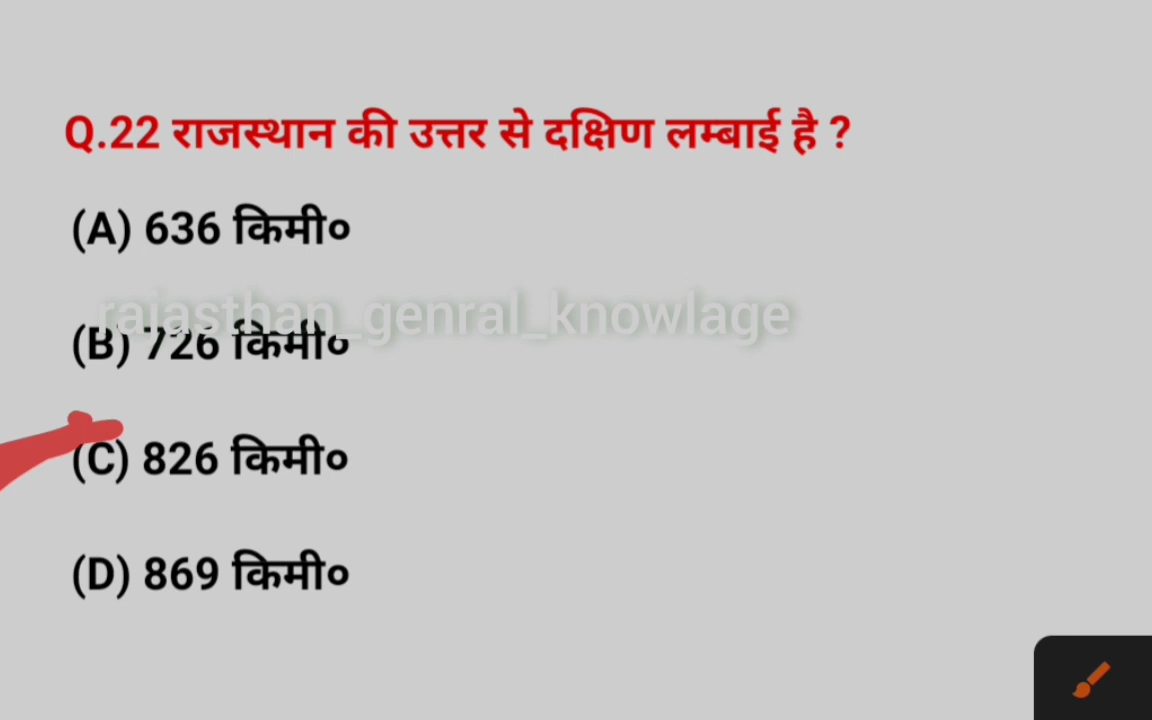 Q.22 राजस्थान की उत्तर से दक्षिण लम्बाई है ?
(A) 636 किमी०
rajasthan_genral_knowlage
(B) 726 किमी०
(C) 826 किमी०
(D) 869 किमी०